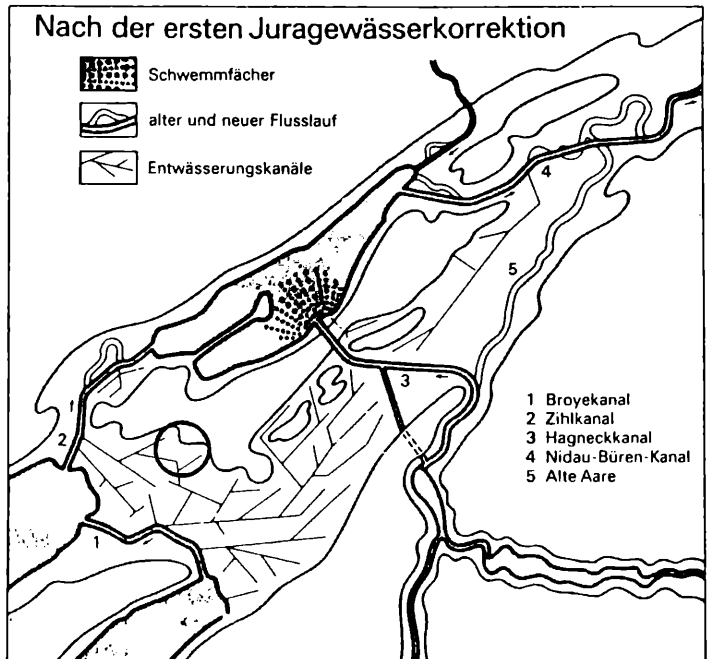 Nach der ersten Juragewässerkorrektion
Schwemmfächer
alter und neuer Flusslauf
Entwässerungskanäle
4
5
3
2
1
1 Broyekanal
2 Zihlkanal
3 Hagneckkanal
4 Nidau-Büren-Kanal
5 Alte Aare